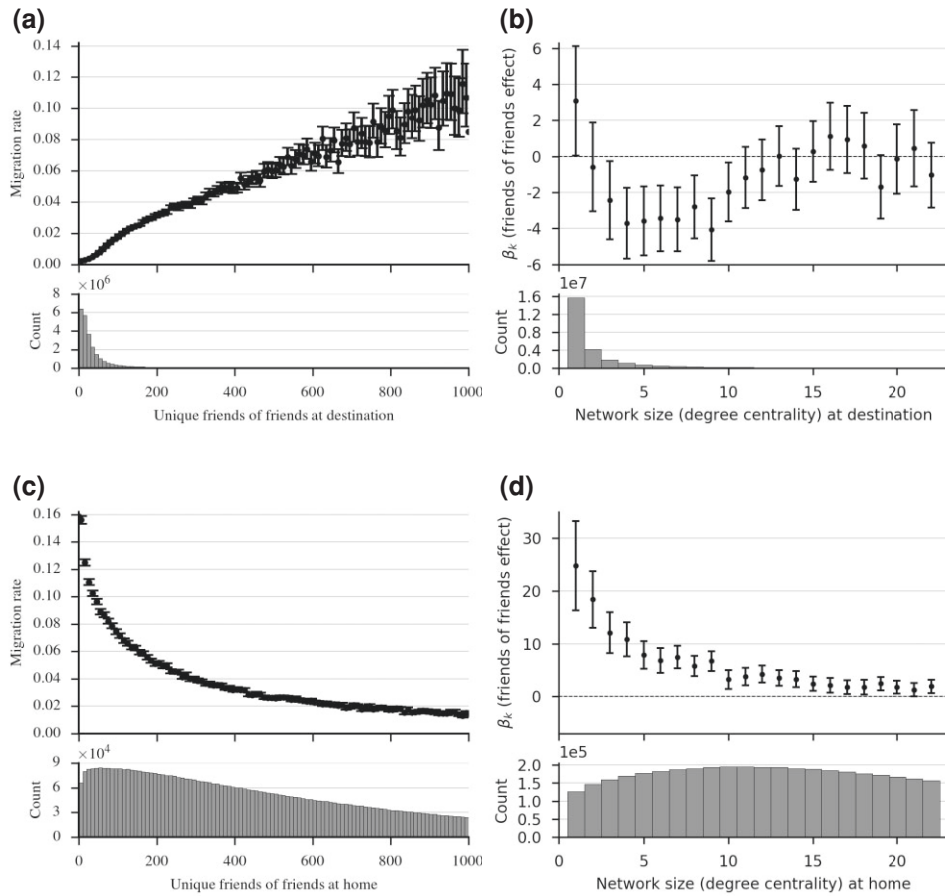 (a)
0.14
0.12
0.10
0.08
0.06
0.04
0.02
0.00
Migration rate
× 10⁶
8
6
4
2
0
Count
0 200 400 600 800 1000
Unique friends of friends at destination
(b)
6
4
2
0
-2
-4
-6
βₖ (friends of friends effect)
1e7
1.6
1.2
0.8
0.4
0.0
Count
0 5 10 15 20
Network size (degree centrality) at destination
(c)
0.16
0.14
0.12
0.10
0.08
0.06
0.04
0.02
0.00
Migration rate
×10⁴
9
6
3
0
Count
0 200 400 600 800 1000
Unique friends of friends at home
(d)
30
20
10
0
βₖ (friends of friends effect)
1e5
2.0
1.5
1.0
0.5
0.0
Count
0 5 10 15 20
Network size (degree centrality) at home